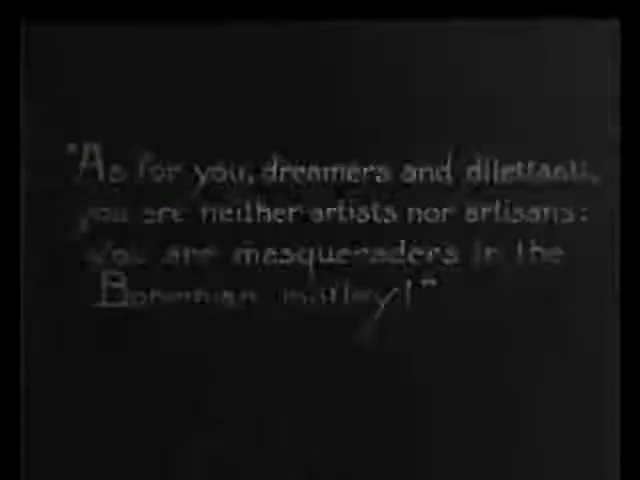 "As for you, dreamers and dilettanti,
you are neither artists nor artisans:
You are masqueraders in the
Bohemian motley!"